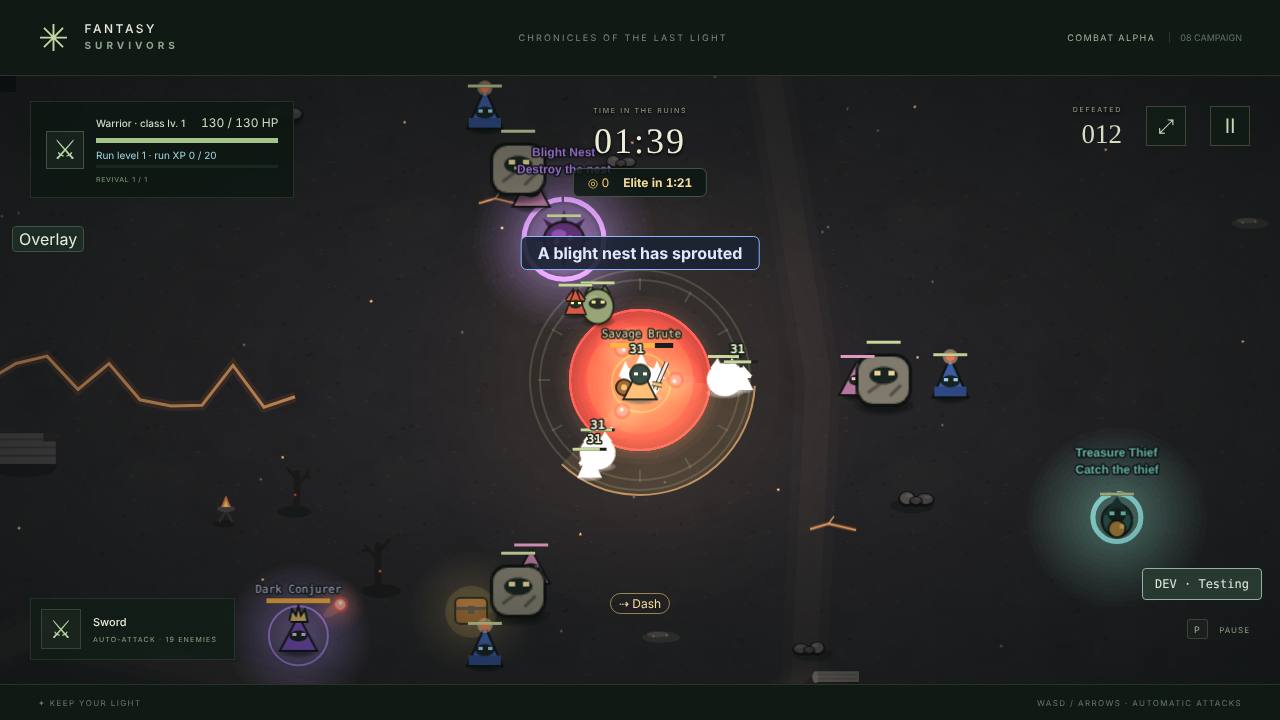 FANTASY
SURVIVORS
CHRONICLES OF THE LAST LIGHT
COMBAT ALPHA
08 CAMPAIGN
Warrior · class lv. 1
130 / 130 HP
Run level 1 · run XP 0 / 20
REVIVAL 1 / 1
TIME IN THE RUINS
01:39
DEFEATED
012
Blight Nest
Destroy the nest
◎ 0 Elite in 1:21
Overlay
A blight nest has sprouted
Savage Brute
31
31
31
31
Treasure Thief
Catch the thief
Dark Conjurer
⇢ Dash
DEV · Testing
Sword
AUTO-ATTACK · 19 ENEMIES
P PAUSE
✦ KEEP YOUR LIGHT
WASD / ARROWS · AUTOMATIC ATTACKS